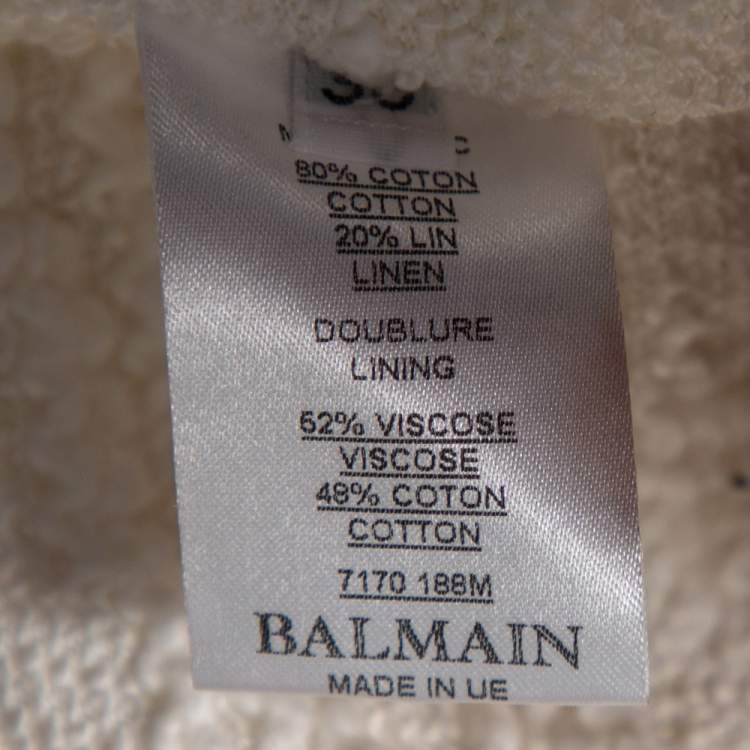 80% COTON
COTTON
20% LIN
LINEN
DOUBLURE
LINING
52% VISCOSE
VISCOSE
48% COTON
COTTON
7170 188M
BALMAIN
MADE IN UE